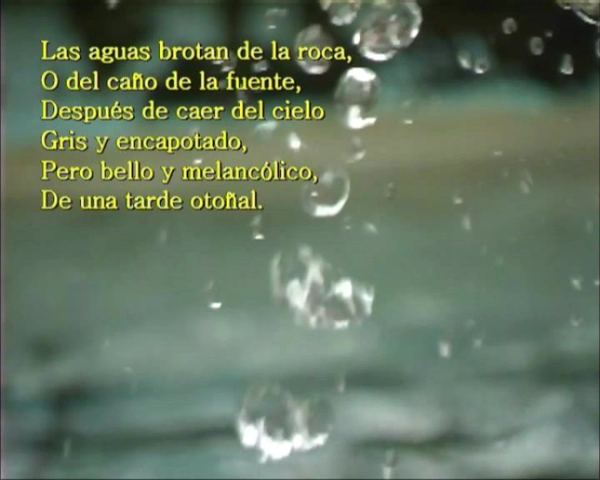 Las aguas brotan de la roca,
O del caño de la fuente,
Después de caer del cielo
Gris y encapotado,
Pero bello y melancólico,
De una tarde otoñal.